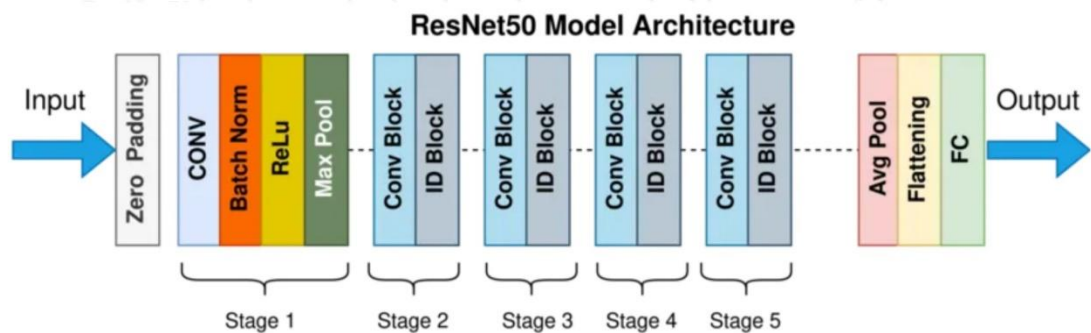 ResNet50 Model Architecture
Input
Zero Padding
CONV
Batch Norm
ReLu
Max Pool
Conv Block
ID Block
Conv Block
ID Block
Conv Block
ID Block
Conv Block
ID Block
Avg Pool
Flattening
FC
Output
Stage 1
Stage 2
Stage 3
Stage 4
Stage 5